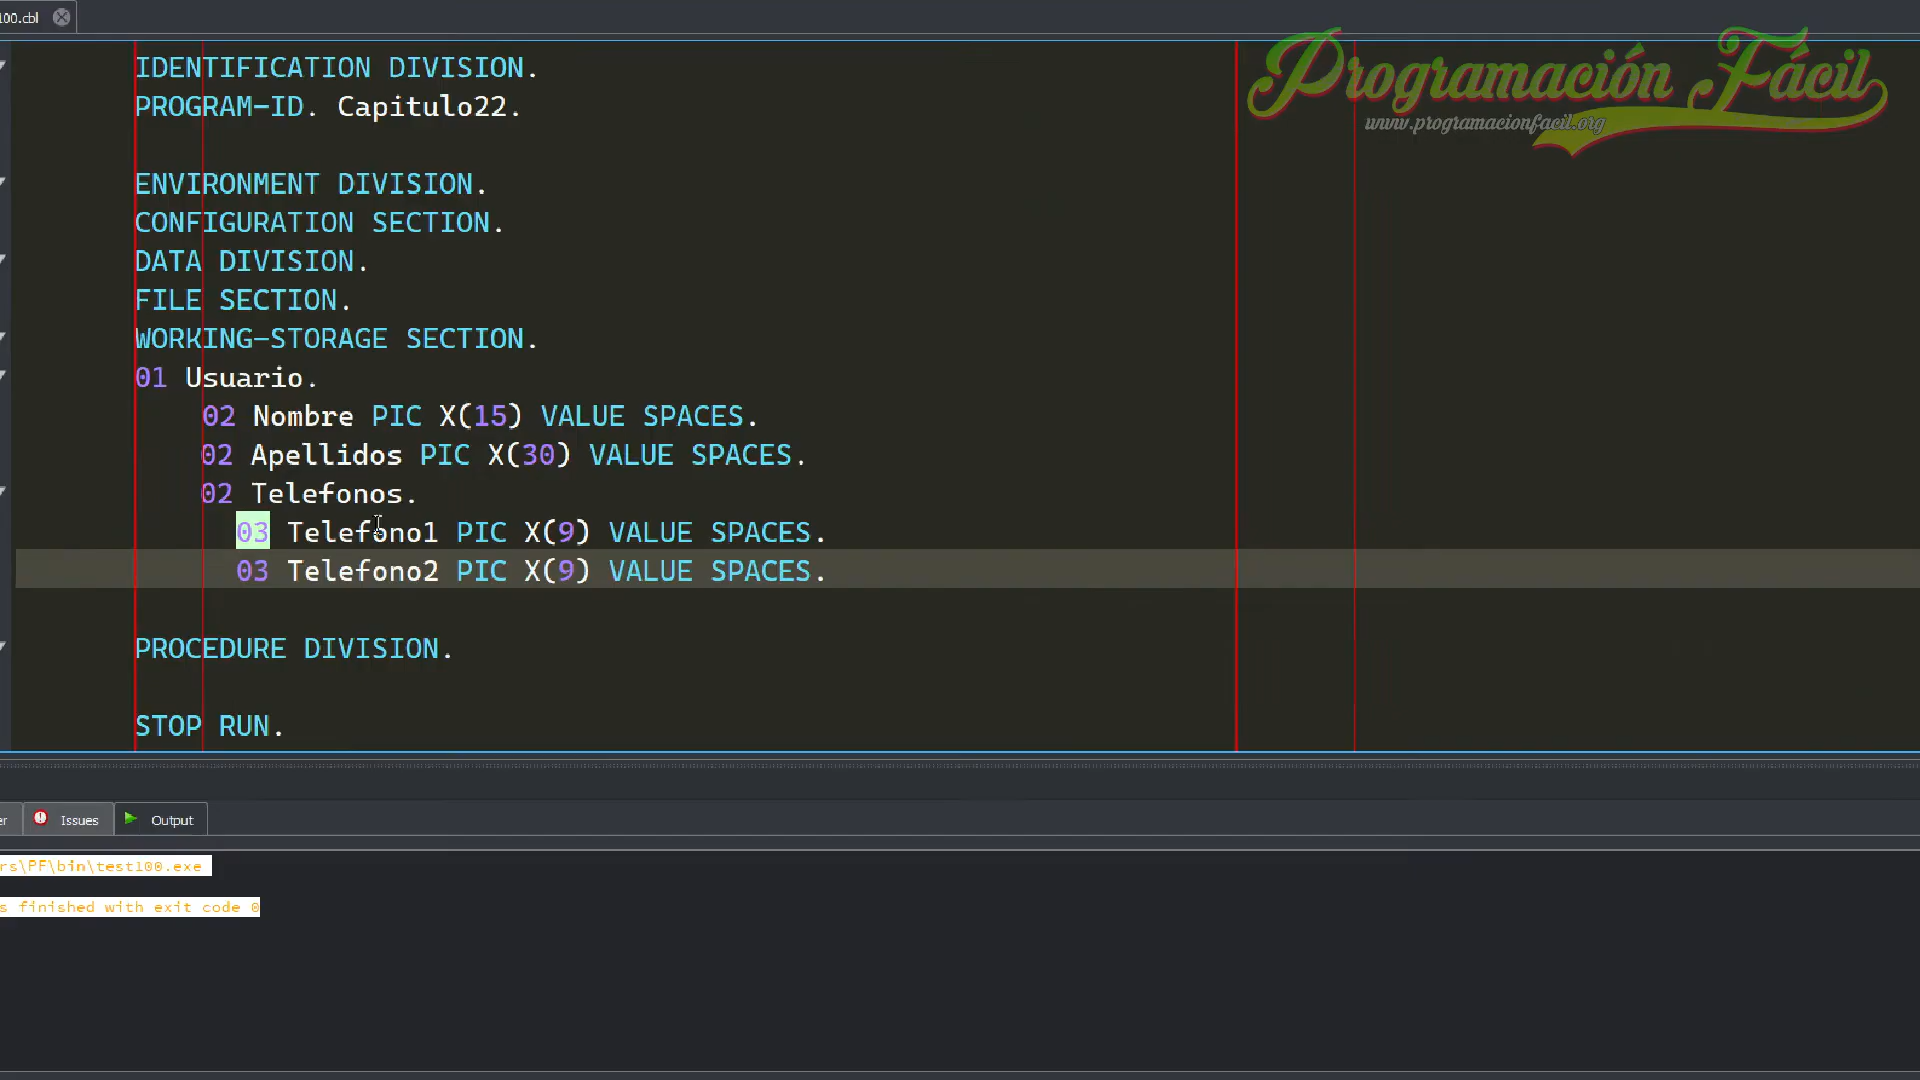 100.cbl
Programación Fácil
www.programacionfacil.org
IDENTIFICATION DIVISION.
PROGRAM-ID. Capitulo22.
ENVIRONMENT DIVISION.
CONFIGURATION SECTION.
DATA DIVISION.
FILE SECTION.
WORKING-STORAGE SECTION.
01 Usuario.
02 Nombre PIC X(15) VALUE SPACES.
02 Apellidos PIC X(30) VALUE SPACES.
02 Telefonos.
03 Telefono1 PIC X(9) VALUE SPACES.
03 Telefono2 PIC X(9) VALUE SPACES.
PROCEDURE DIVISION.
STOP RUN.
er Issues Output
rs\PF\bin\test100.exe
s finished with exit code 0